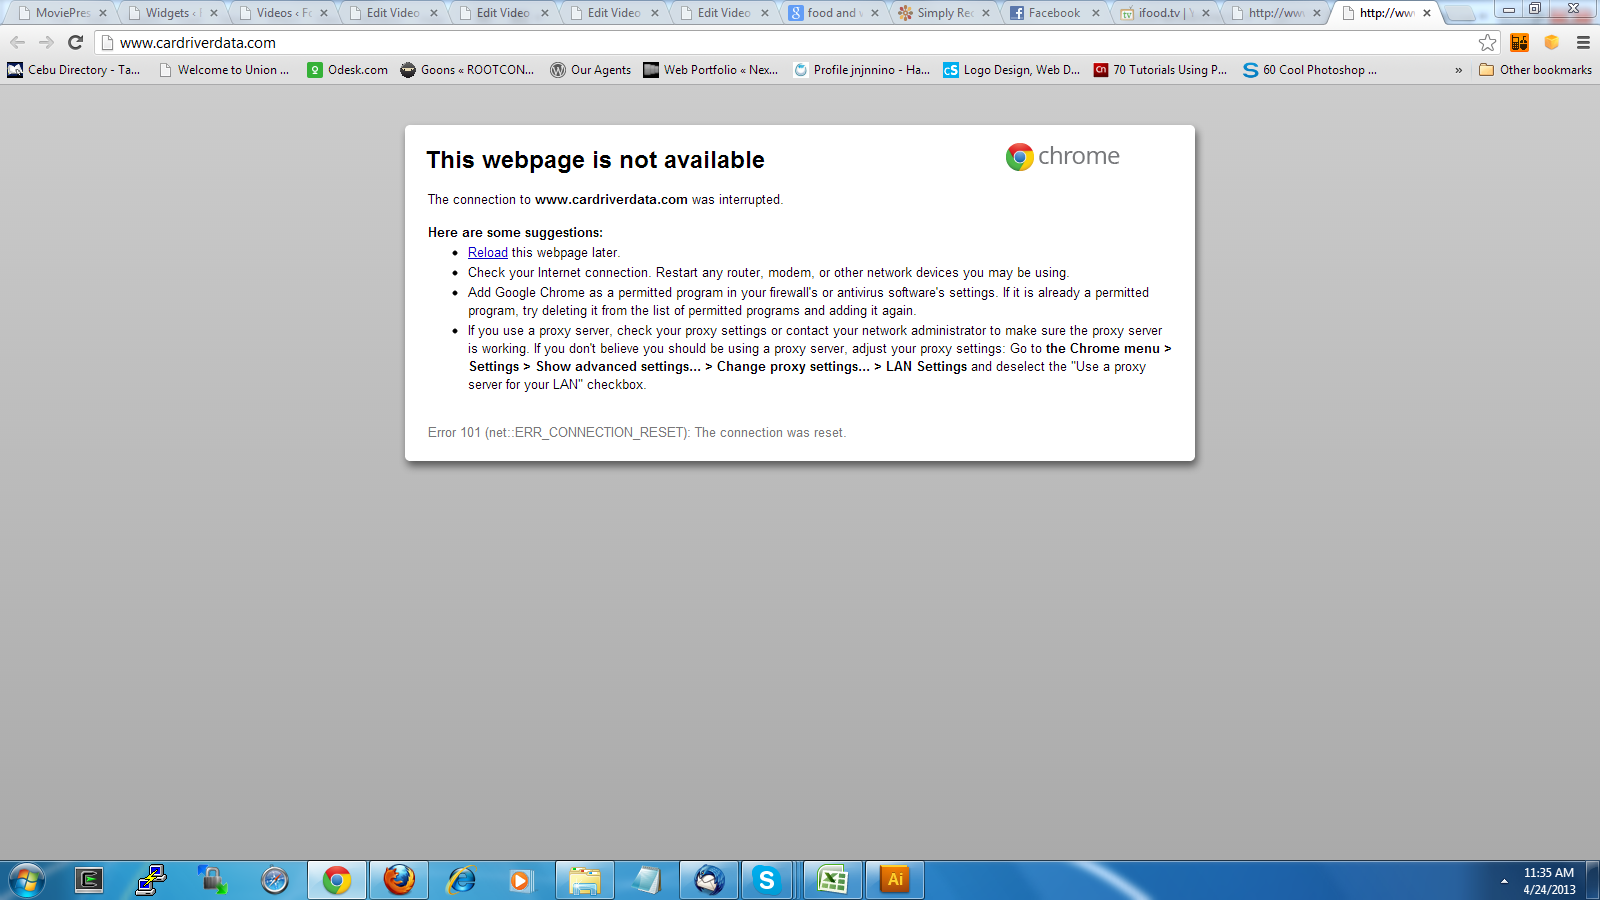 MoviePres
Widgets ‹ F
Videos ‹ Fo
Edit Video
Edit Video
Edit Video
Edit Video
food and
Simply Rec
Facebook
ifood.tv |
http://www
http://www
www.cardriverdata.com
Cebu Directory - Ta...
Welcome to Union ...
Odesk.com
Goons « ROOTCON...
Our Agents
Web Portfolio « Nex...
Profile jnjnnino - Ha...
Logo Design, Web D...
70 Tutorials Using P...
60 Cool Photoshop ...
»
Other bookmarks
This webpage is not available
chrome
The connection to www.cardriverdata.com was interrupted.
Here are some suggestions:
Reload this webpage later.
Check your Internet connection. Restart any router, modem, or other network devices you may be using.
Add Google Chrome as a permitted program in your firewall's or antivirus software's settings. If it is already a permitted
program, try deleting it from the list of permitted programs and adding it again.
If you use a proxy server, check your proxy settings or contact your network administrator to make sure the proxy server
is working. If you don't believe you should be using a proxy server, adjust your proxy settings: Go to the Chrome menu >
Settings > Show advanced settings... > Change proxy settings... > LAN Settings and deselect the "Use a proxy
server for your LAN" checkbox.
Error 101 (net::ERR_CONNECTION_RESET): The connection was reset.
Ai
11:35 AM
4/24/2013